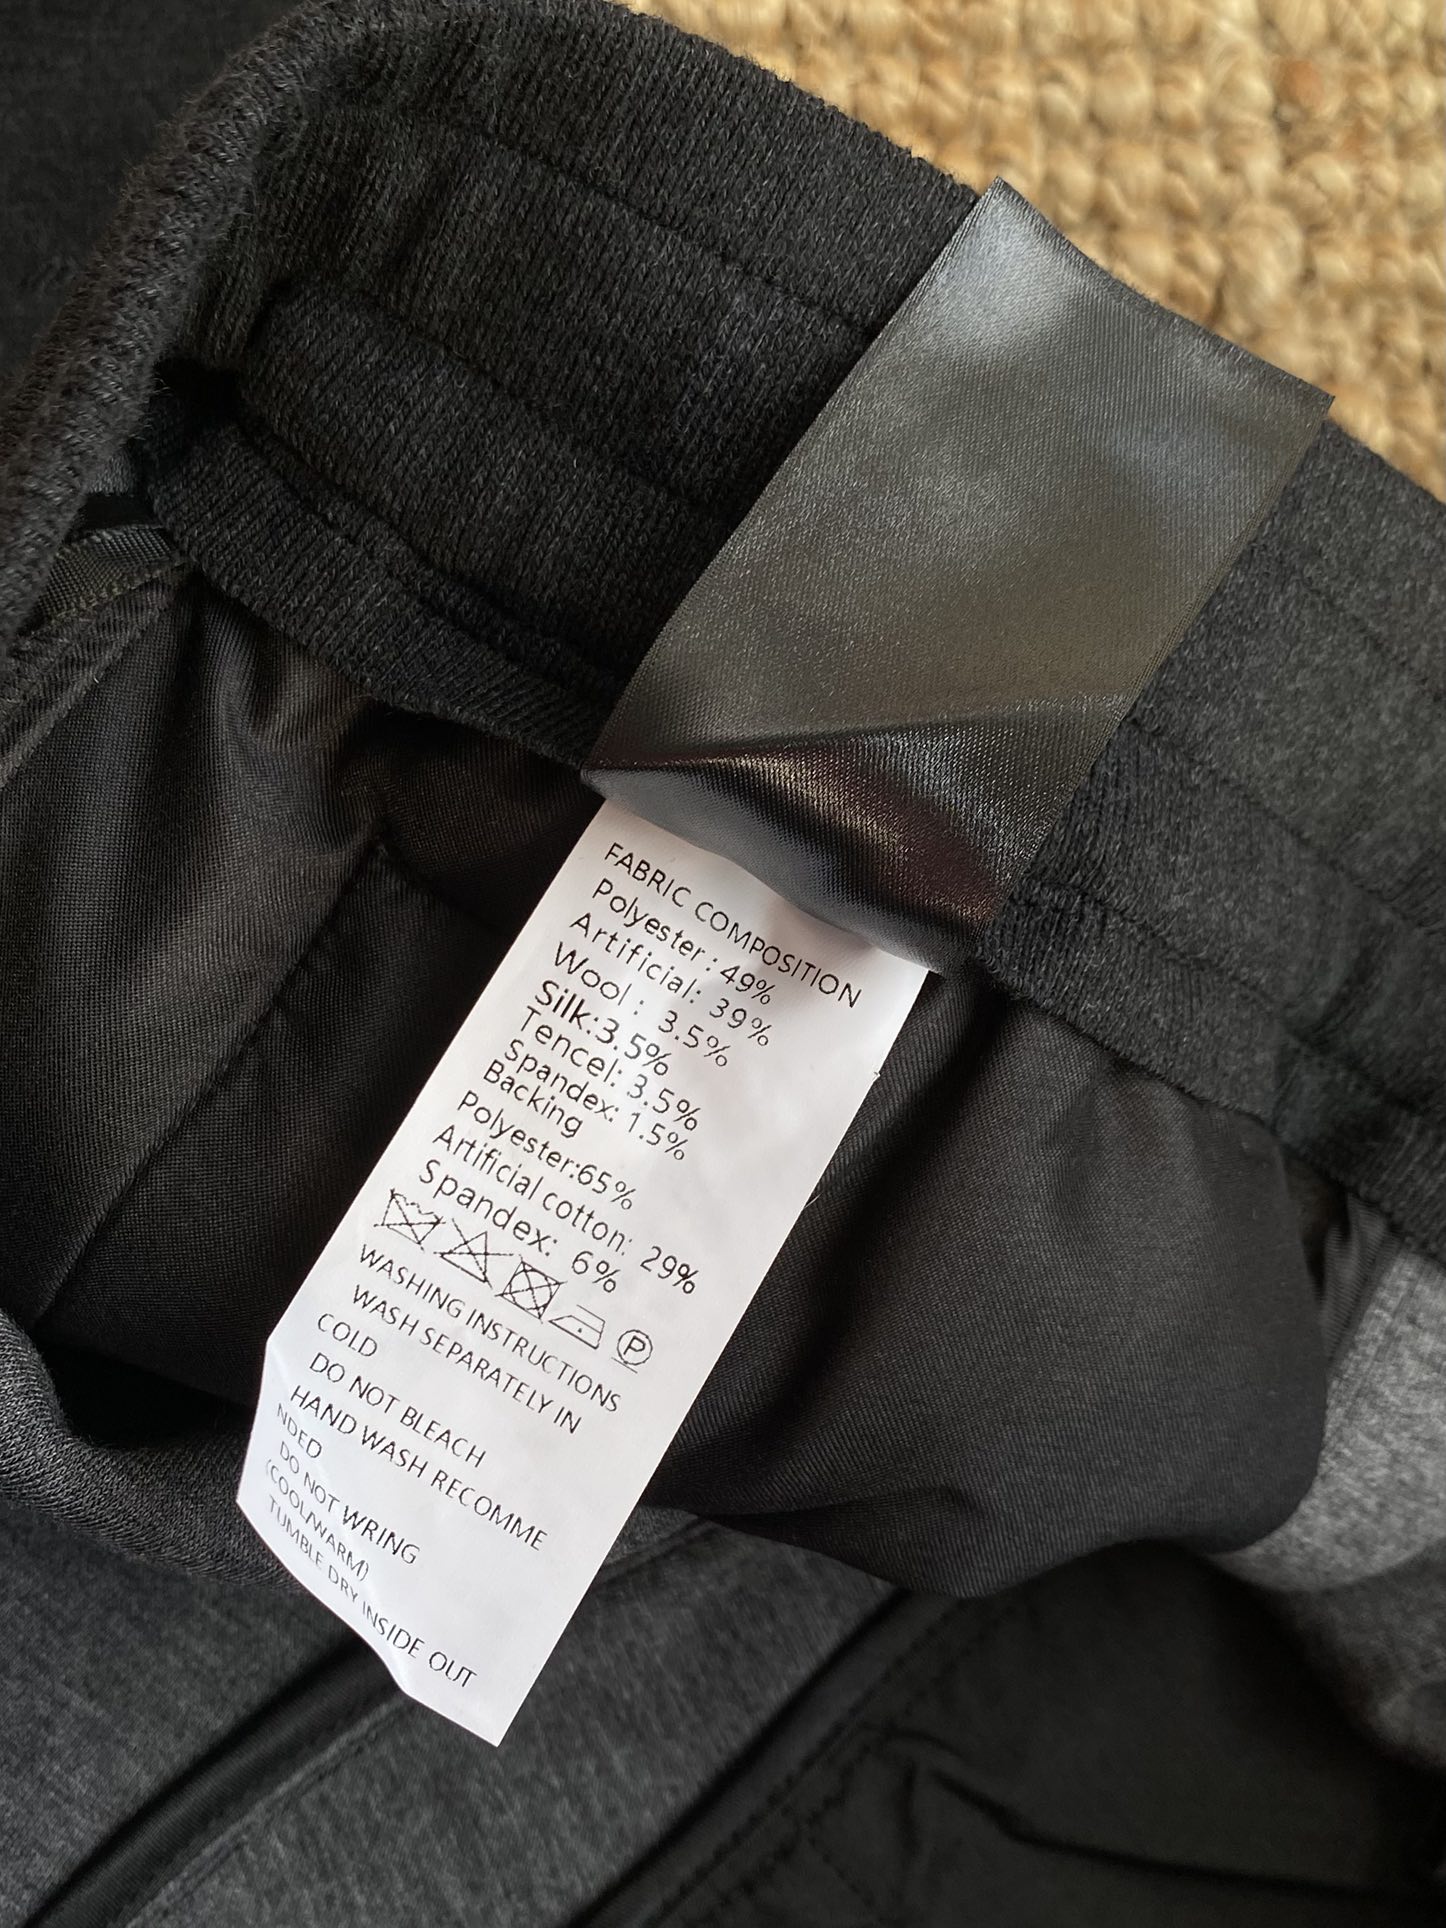 FABRIC COMPOSITION
Polyester: 49%
Artificial: 39%
Wool: 3.5%
Silk:3.5%
Tencel: 3.5%
Spandex: 1.5%
Backing
Polyester:65%
Artificial cotton: 29%
Spandex: 6%
P
WASHING INSTRUCTIONS
WASH SEPARATELY IN
COLD
DO NOT BLEACH
HAND WASH RECOMME
NDED
DO NOT WRING
(COOL/WARM)
TUMBLE DRY INSIDE OUT